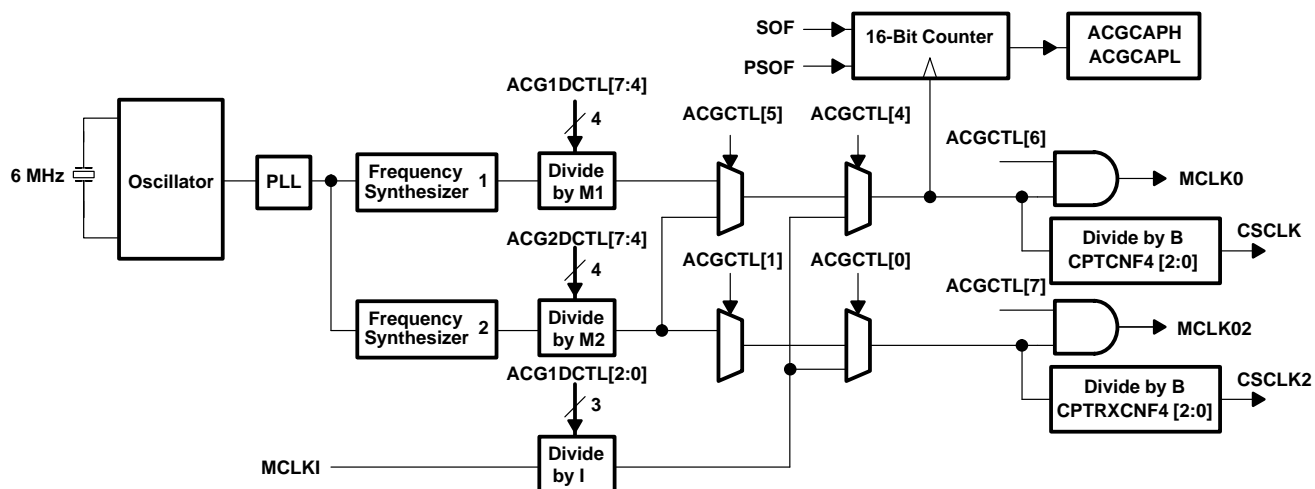 SOF
PSOF
16-Bit Counter
ACGCAPH
ACGCAPL
ACG1DCTL[7:4]
4
ACGCTL[5]
ACGCTL[4]
ACGCTL[6]
6 MHz
Oscillator
PLL
Frequency
Synthesizer 1
Divide
by M1
MCLK0
Divide by B
CPTCNF4 [2:0]
CSCLK
ACG2DCTL[7:4]
4
ACGCTL[1]
ACGCTL[0]
ACGCTL[7]
Frequency
Synthesizer 2
Divide
by M2
MCLK02
ACG1DCTL[2:0]
3
Divide by B
CPTRXCNF4 [2:0]
CSCLK2
MCLKI
Divide
by I